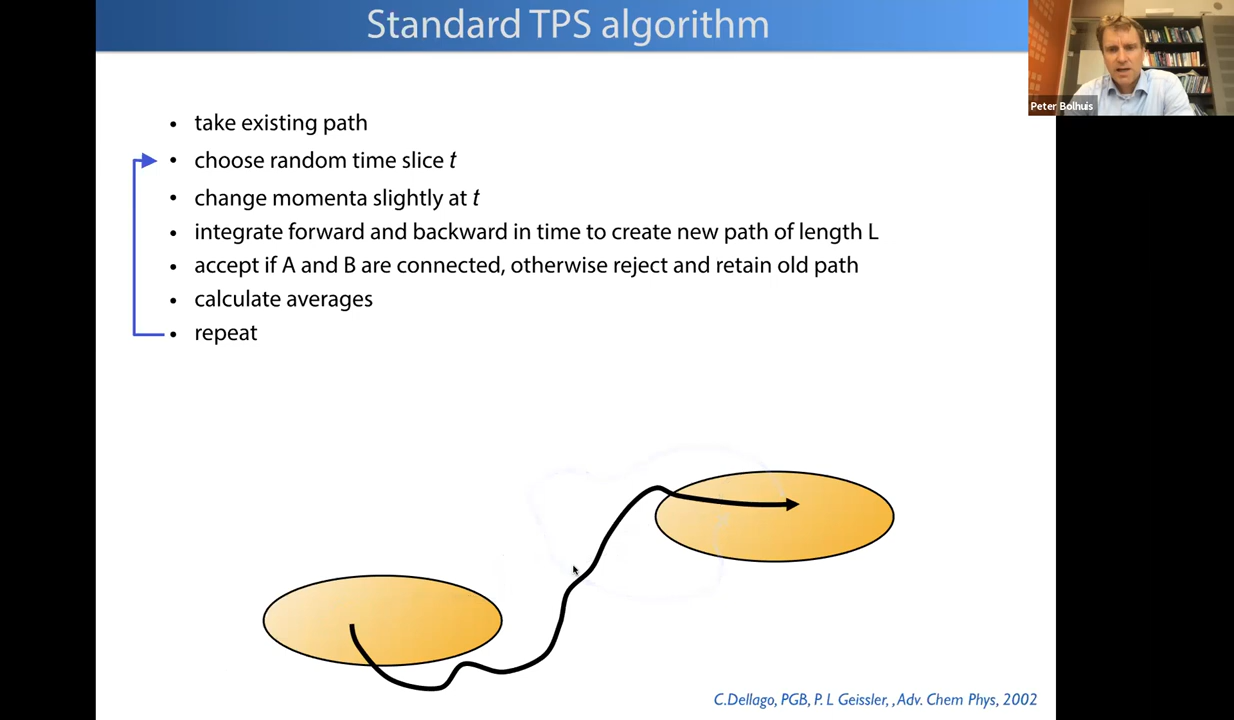 Standard TPS algorithm
Peter Bolhuis
• take existing path
• choose random time slice t
• change momenta slightly at t
• integrate forward and backward in time to create new path of length L
• accept if A and B are connected, otherwise reject and retain old path
• calculate averages
• repeat
C.Dellago, PGB, P. L Geissler, , Adv. Chem Phys, 2002